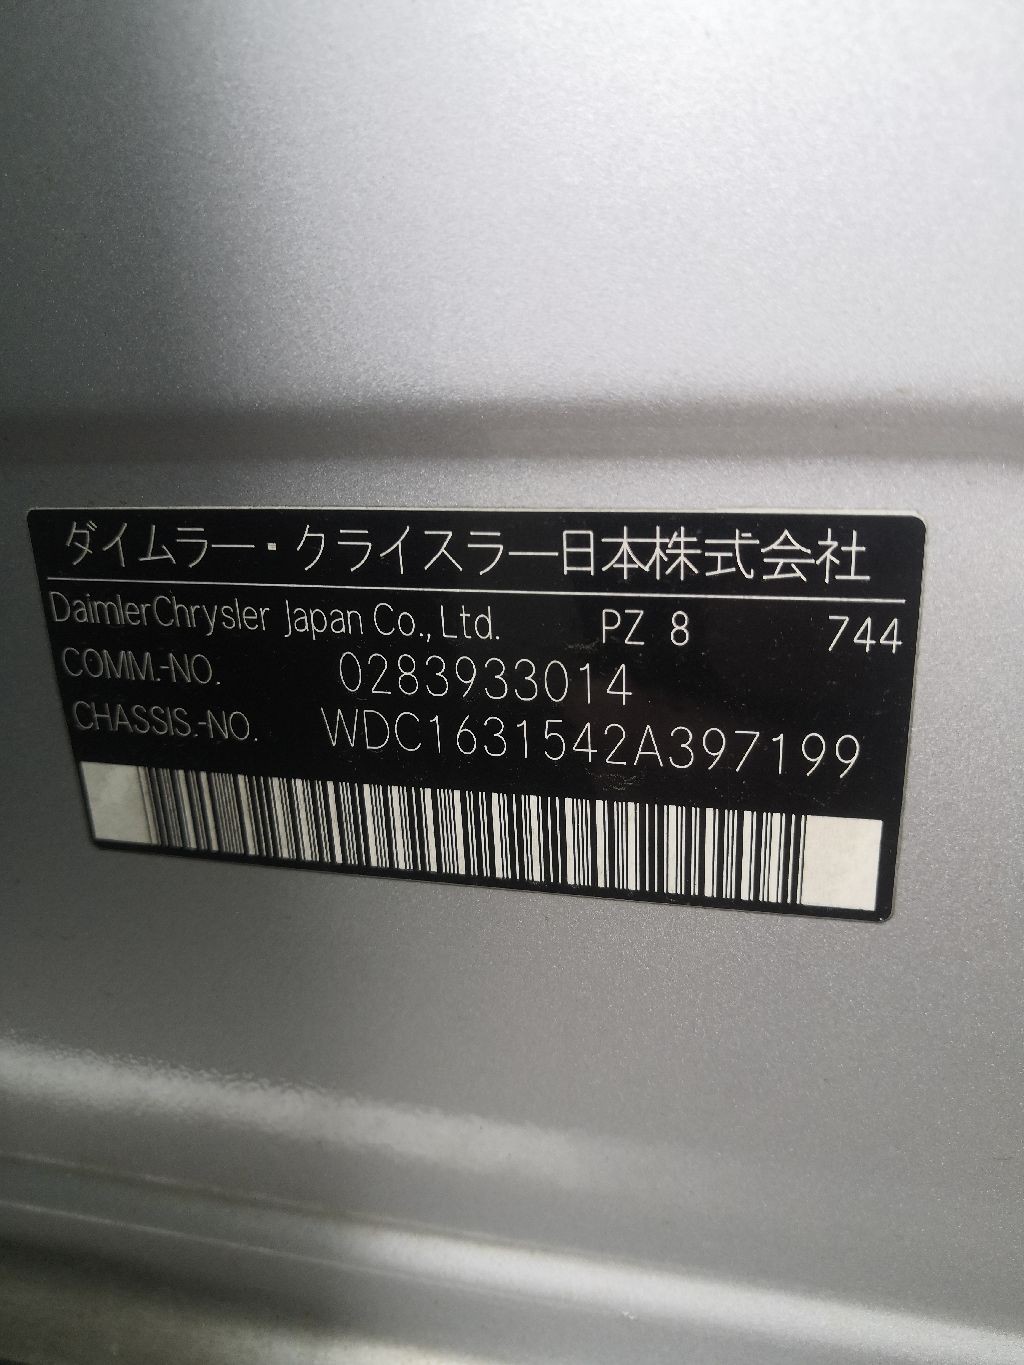 ダイムラー・クライスラー日本株式会社
DaimlerChrysler Japan Co., Ltd. PZ 8 744
COMM.-NO. 0283933014
CHASSIS.-NO. WDC1631542A397199